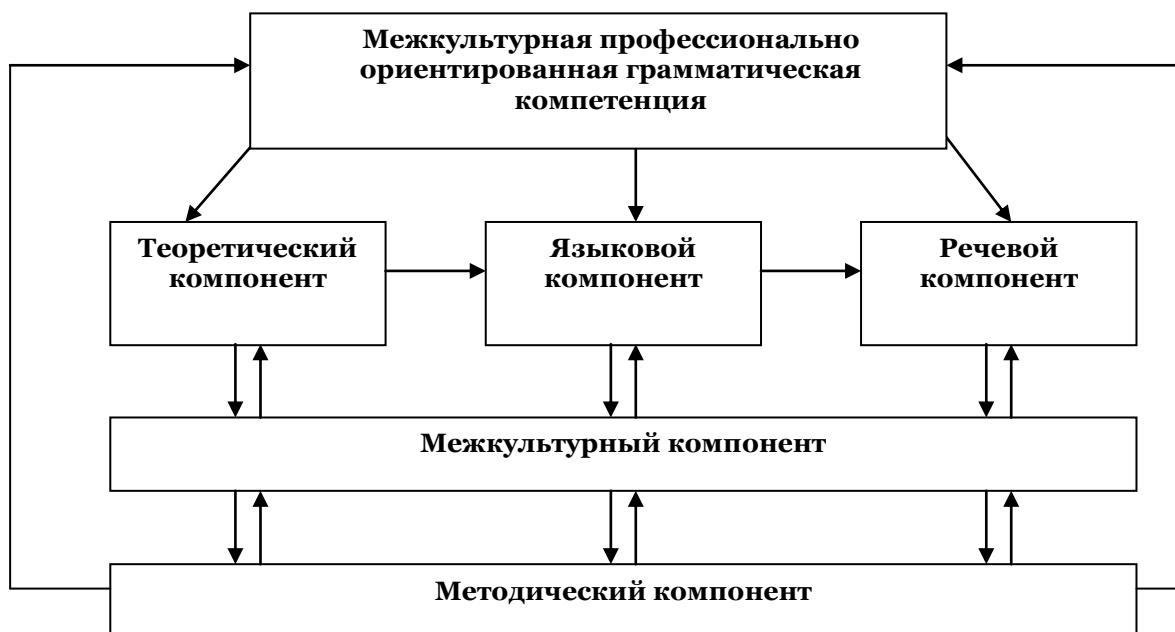 Межкультурная профессионально
ориентированная грамматическая
компетенция
Теоретический
компонент
Языковой
компонент
Речевой
компонент
Межкультурный компонент
Методический компонент